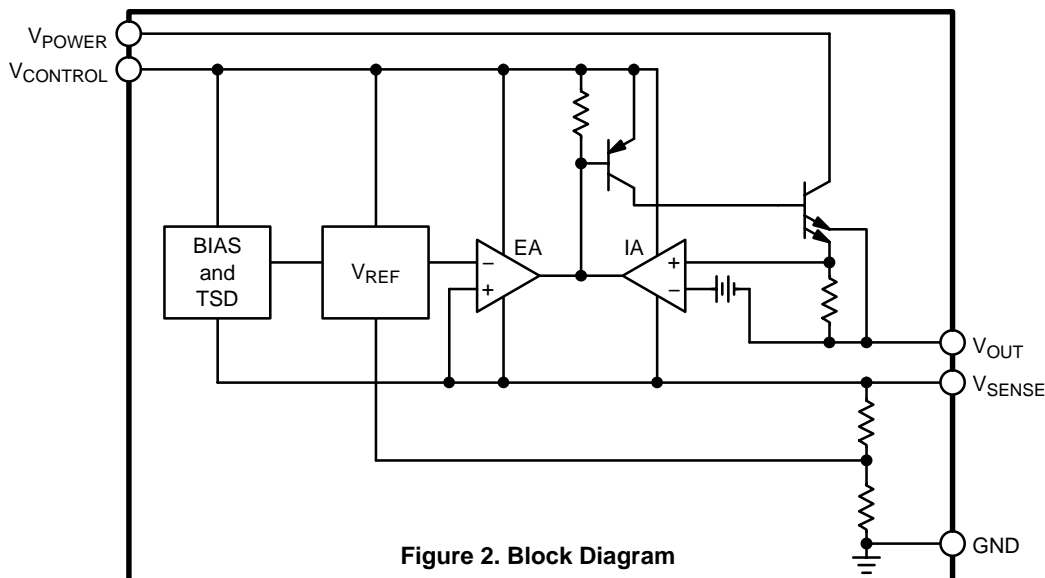 VPOWER
VCONTROL
BIAS
and
TSD
VREF
EA
IA
−
+
+
−
VOUT
VSENSE
GND
Figure 2. Block Diagram